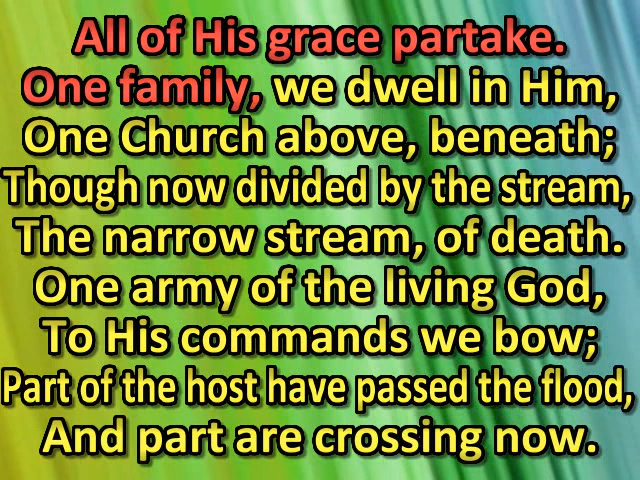 All of His grace partake.
One family, we dwell in Him,
One Church above, beneath;
Though now divided by the stream,
The narrow stream, of death.
One army of the living God,
To His commands we bow;
Part of the host have passed the flood,
And part are crossing now.